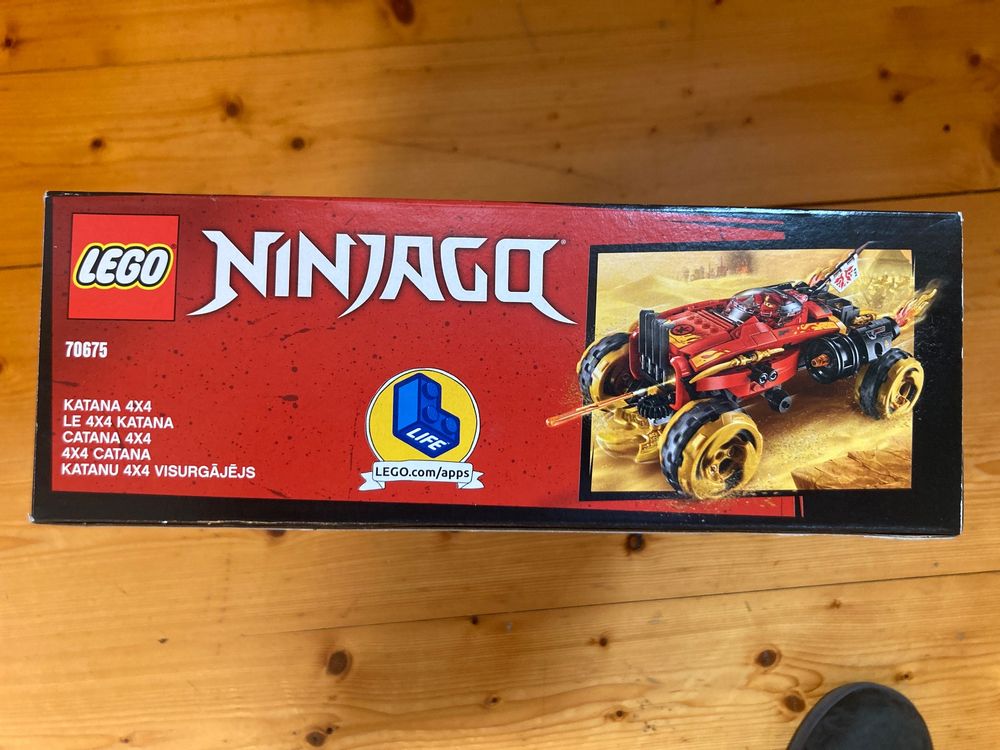 LEGO
NINJAGO
70675
KATANA 4X4
LE 4X4 KATANA
CATANA 4X4
4X4 CATANA
KATANU 4X4 VISURGĀJĒJS
LIFE
LEGO.com/apps